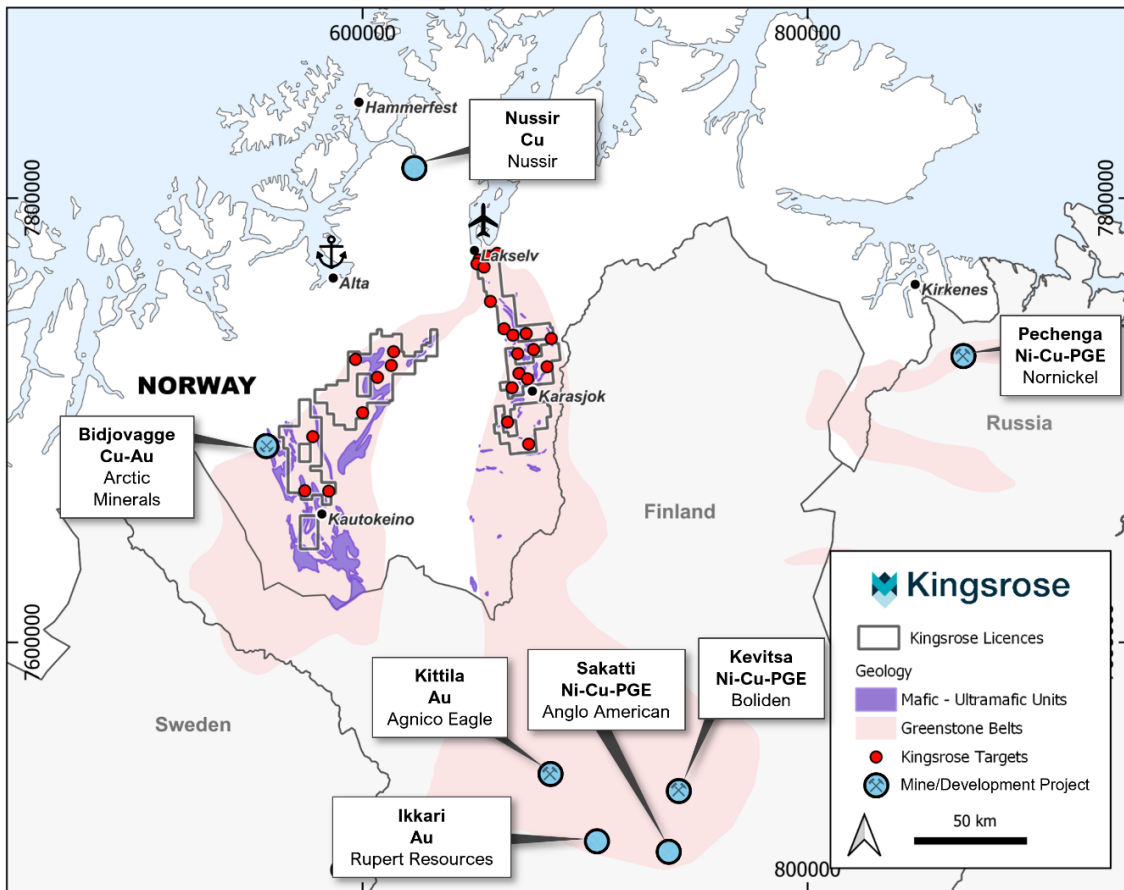 600000
800000
Hammerfest
Nussir
Cu
Nussir
7800000
7800000
Lakselv
Alta
Kirkenes
Pechenga
Ni-Cu-PGE
Nornickel
NORWAY
Karasjok
Russia
Bidjovagge
Cu-Au
Arctic
Minerals
Kautokeino
Finland
Kingsrose
Kingsrose Licences
Geology
Mafic - Ultramafic Units
Greenstone Belts
Kingsrose Targets
Mine/Development Project
50 km
7600000
Sweden
Kittila
Au
Agnico Eagle
Sakatti
Ni-Cu-PGE
Anglo American
Kevitsa
Ni-Cu-PGE
Boliden
Ikkari
Au
Rupert Resources
800000